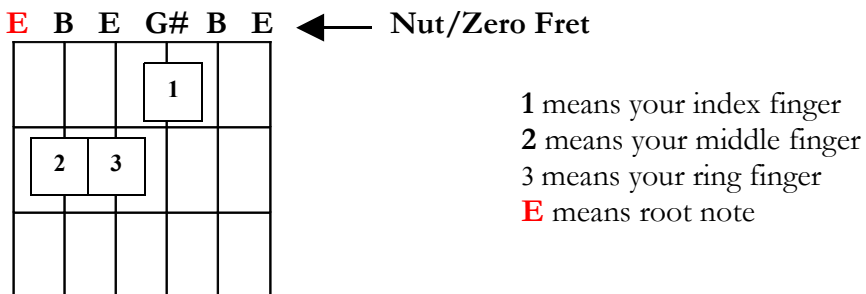 E B E G# B E Nut/Zero Fret
1
2 3
1 means your index finger
2 means your middle finger
3 means your ring finger
E means root note